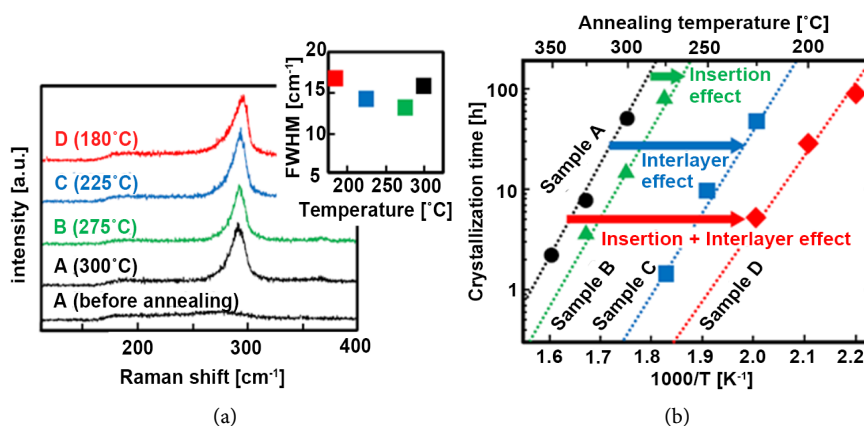 (a)
intensity [a.u.]
D (180˚C)
C (225˚C)
B (275˚C)
A (300˚C)
A (before annealing)
200
300
400
Raman shift [cm⁻¹]
FWHM [cm⁻¹]
20
15
10
5
200
250
300
Temperature [˚C]
(a)
(b)
Annealing temperature [˚C]
350
300
250
200
Crystallization time [h]
100
10
1
Insertion
effect
Interlayer
effect
Insertion + Interlayer effect
Sample A
Sample B
Sample C
Sample D
1.6
1.7
1.8
1.9
2.0
2.1
2.2
1000/T [K⁻¹]
(b)